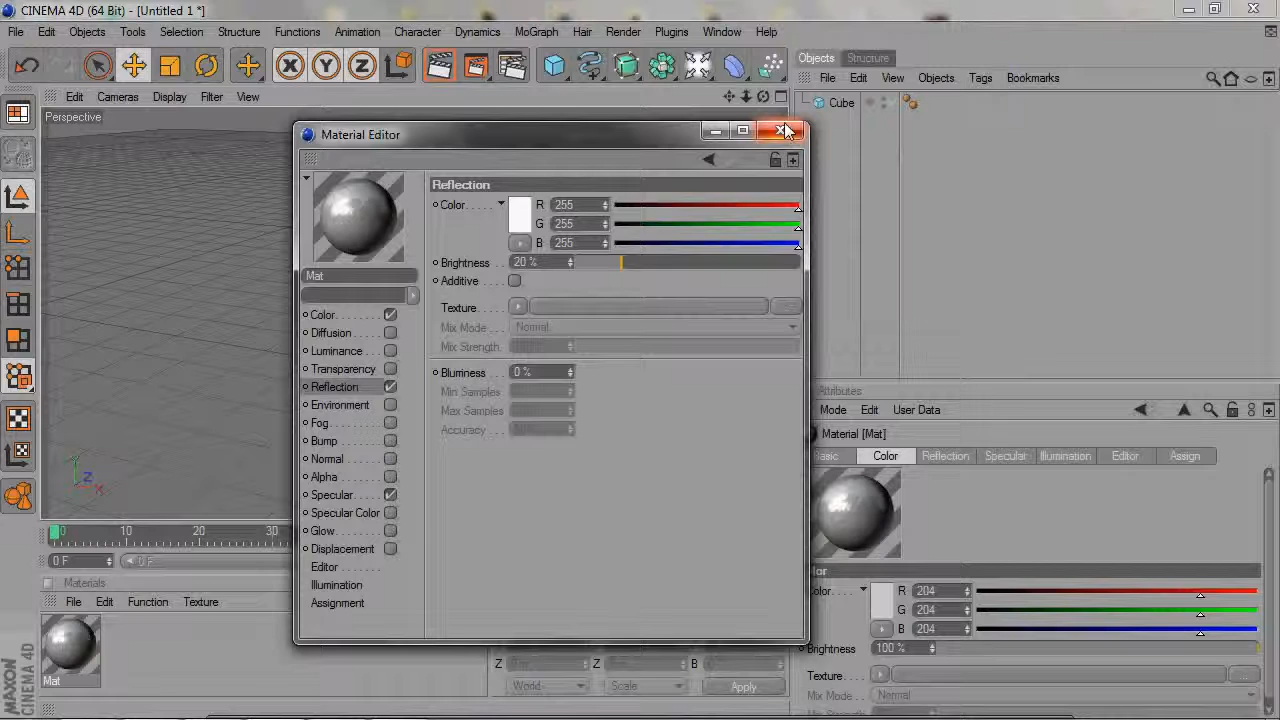 CINEMA 4D (64 Bit) - [Untitled 1 *]
File Edit Objects Tools Selection Structure Functions Animation Character Dynamics MoGraph Hair Render Plugins Window Help
Objects Structure
File Edit View Objects Tags Bookmarks
Edit Cameras Display Filter View
Cube
Perspective
Material Editor
Reflection
Color R 255
G 255
B 255
Brightness 20 %
Additive
Mat
Texture
Mix Mode Normal
Mix Strength
Blurriness 0 %
Min Samples
Max Samples
Accuracy
Color
Diffusion
Luminance
Transparency
Reflection
Environment
Fog
Bump
Normal
Alpha
Specular
Specular Color
Glow
Displacement
Editor
Illumination
Assignment
Z
X
0 10 20 30
0 F 0 F
Materials
File Edit Function Texture
Mat
MAXON
CINEMA 4D
Z Z B
World Scale Apply
Attributes
Mode Edit User Data
Material [Mat]
Color Reflection Specular Illumination Editor Assign
R 204
G 204
B 204
Brightness 100 %
Texture
Mix Mode Normal